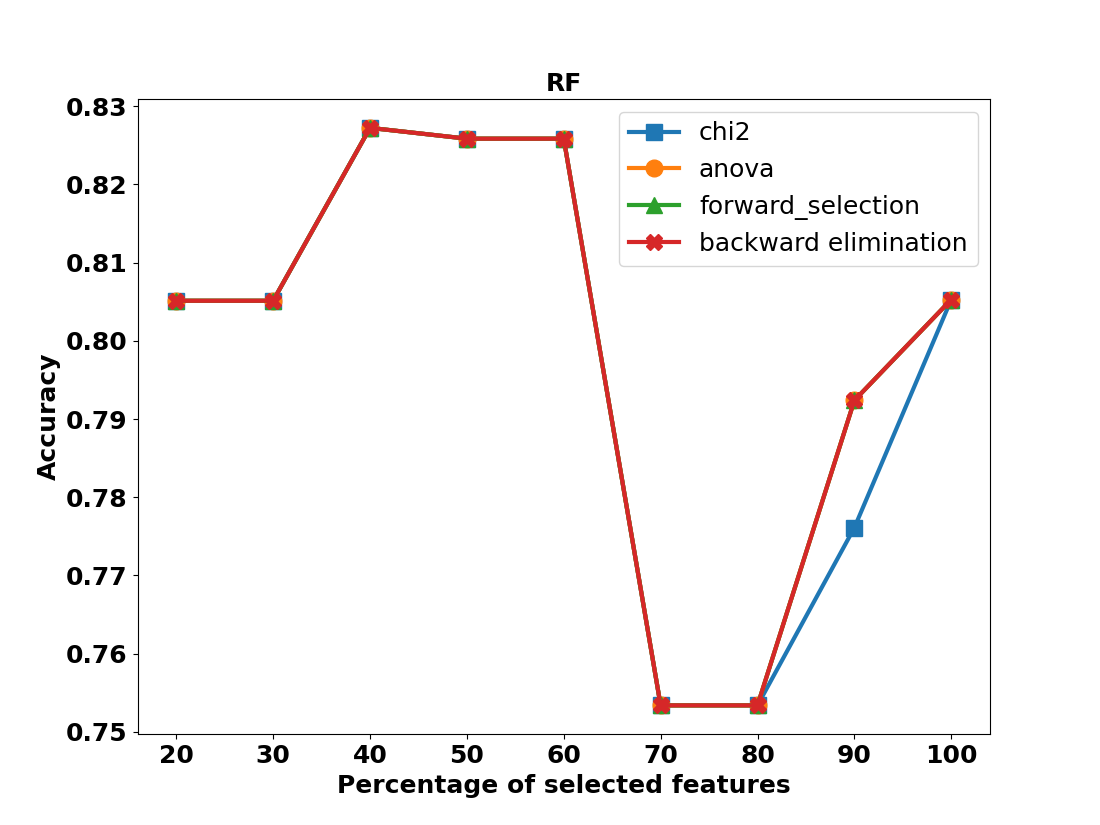 RF
0.83
0.82
0.81
0.80
0.79
0.78
0.77
0.76
0.75
Accuracy
chi2
anova
forward_selection
backward elimination
20 30 40 50 60 70 80 90 100
Percentage of selected features